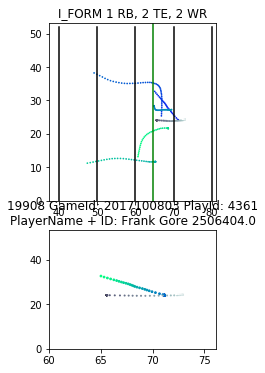 I_FORM 1 RB, 2 TE, 2 WR
50
40
30
20
10
0
40 50 60 70 80
19908 GameId: 2017100803 PlayId: 4361
PlayerName + ID: Frank Gore 2506404.0
40
20
0
60 65 70 75